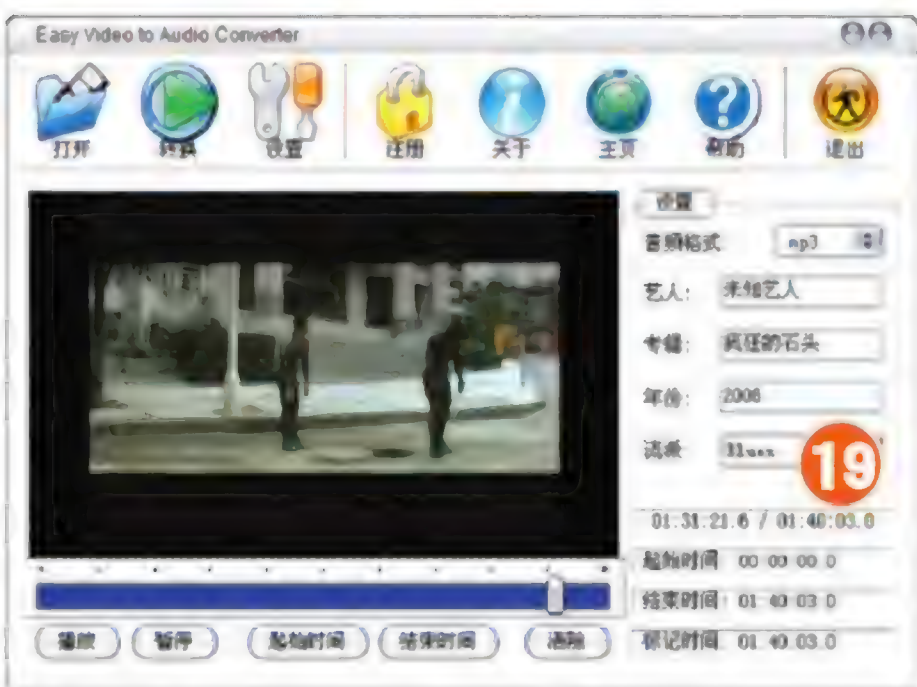 Easy Video to Audio Converter
打开 转换 设置 注册 关于 主页 帮助 退出
设置
音频格式 mp3
艺人: 未知艺人
专辑: 疯狂的石头
年份: 2006
流派
19
01:31:21.6 / 01:40:03.0
起始时间 00 00 00 0
结束时间 01 40 03 0
标记时间 01 40 03.0
播放 暂停 起始时间 结束时间 清除